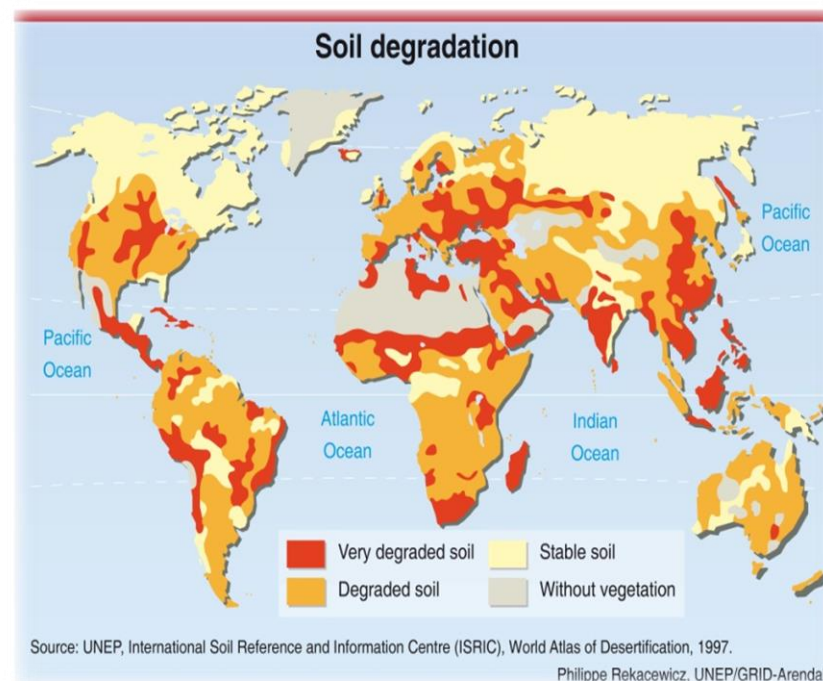 Soil degradation
Pacific
Ocean
Pacific
Ocean
Atlantic
Ocean
Indian
Ocean
Very degraded soil
Stable soil
Degraded soil
Without vegetation
Source: UNEP, International Soil Reference and Information Centre (ISRIC), World Atlas of Desertification, 1997.
Philippe Rekacewicz, UNEP/GRID-Arenda